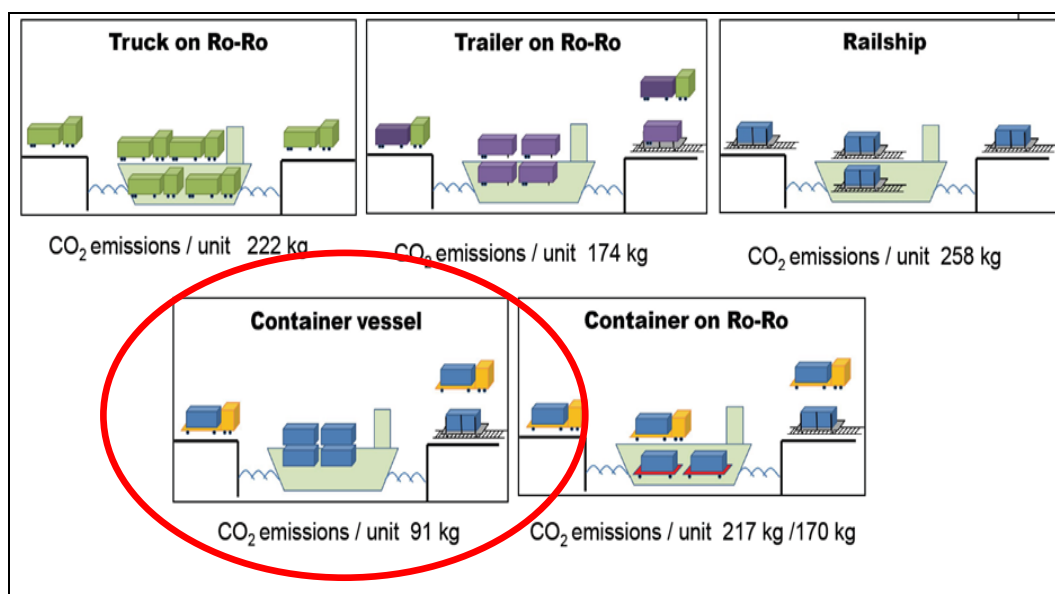 Truck on Ro-Ro
Trailer on Ro-Ro
Railship
CO₂ emissions / unit 222 kg
CO₂ emissions / unit 174 kg
CO₂ emissions / unit 258 kg
Container vessel
Container on Ro-Ro
CO₂ emissions / unit 91 kg
CO₂ emissions / unit 217 kg /170 kg